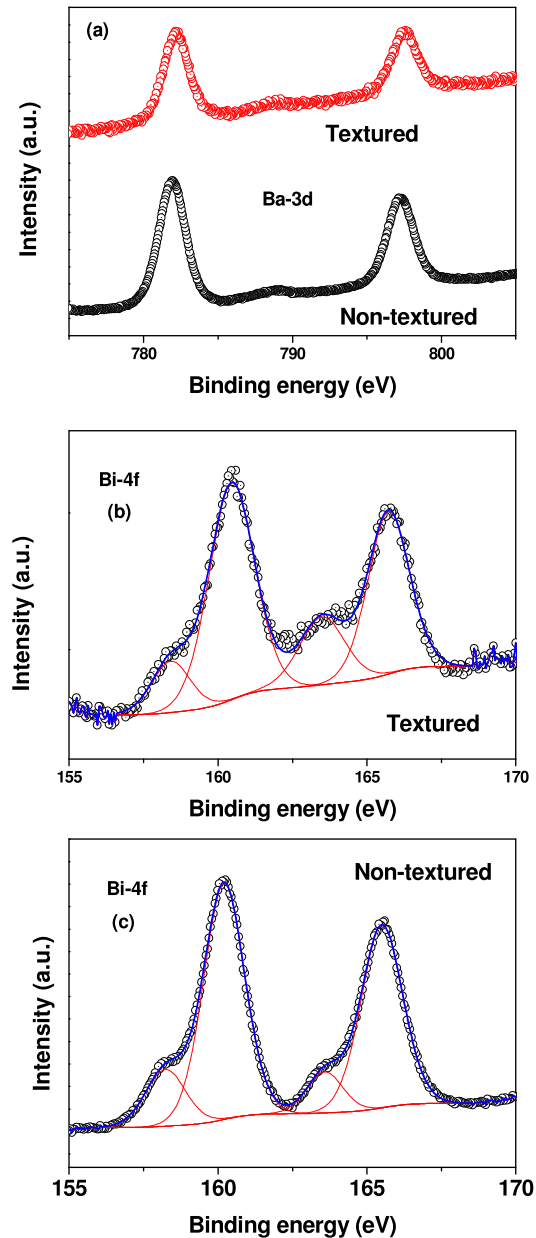 (a)
Textured
Ba-3d
Non-textured
Intensity (a.u.)
780 790 800
Binding energy (eV)
Bi-4f
(b)
Textured
Intensity (a.u.)
155 160 165 170
Binding energy (eV)
Non-textured
Bi-4f
(c)
Intensity (a.u.)
155 160 165 170
Binding energy (eV)